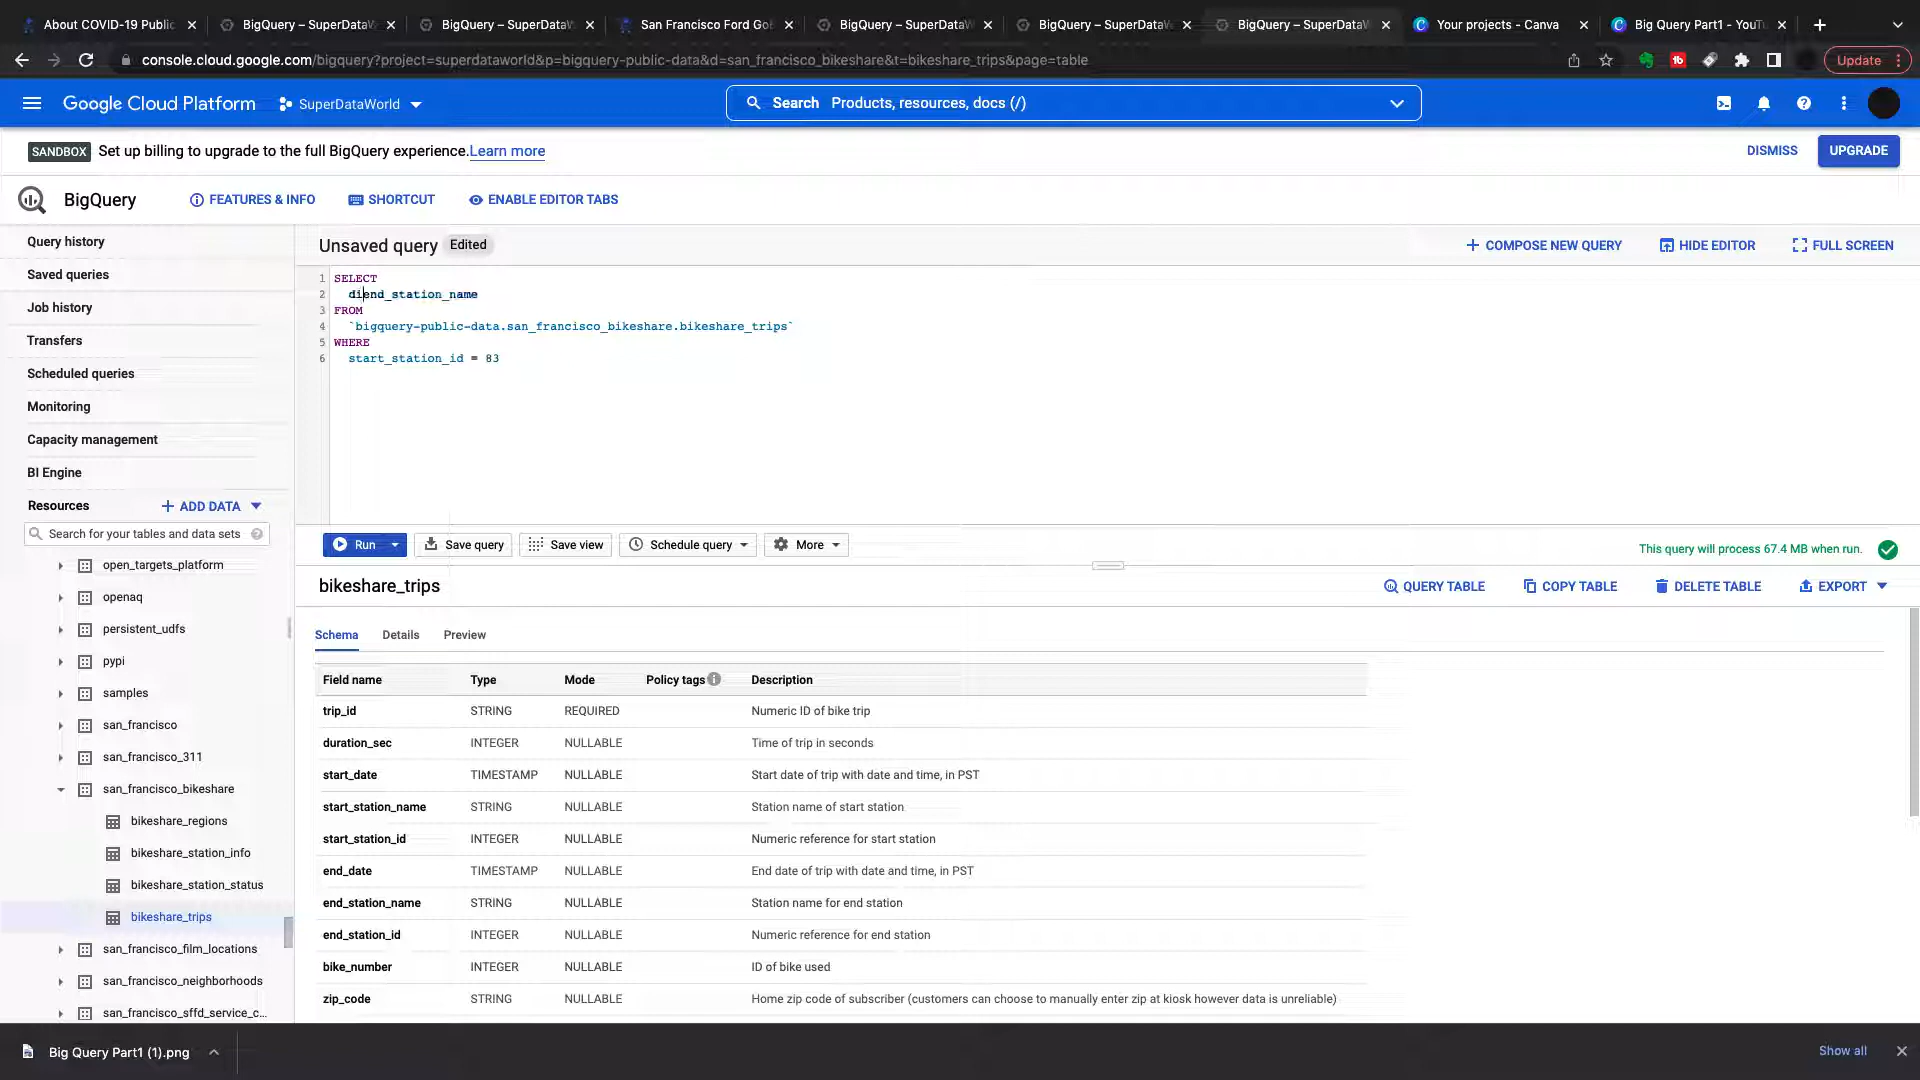 About COVID-19 Public
BigQuery – SuperDataW
BigQuery – SuperDataW
San Francisco Ford GoB
BigQuery – SuperDataW
BigQuery – SuperDataW
BigQuery – SuperDataW
Your projects - Canva
Big Query Part1 - YouTu
console.cloud.google.com/bigquery?project=superdataworld&p=bigquery-public-data&d=san_francisco_bikeshare&t=bikeshare_trips&page=table
Update
Google Cloud Platform
SuperDataWorld
Search Products, resources, docs (/)
SANDBOX Set up billing to upgrade to the full BigQuery experience. Learn more
DISMISS
UPGRADE
BigQuery
FEATURES & INFO
SHORTCUT
ENABLE EDITOR TABS
Query history
Saved queries
Job history
Transfers
Scheduled queries
Monitoring
Capacity management
BI Engine
Resources
ADD DATA
Search for your tables and data sets
open_targets_platform
openaq
persistent_udfs
pypi
samples
san_francisco
san_francisco_311
san_francisco_bikeshare
bikeshare_regions
bikeshare_station_info
bikeshare_station_status
bikeshare_trips
san_francisco_film_locations
san_francisco_neighborhoods
san_francisco_sffd_service_c...
Unsaved query Edited
COMPOSE NEW QUERY
HIDE EDITOR
FULL SCREEN
1 SELECT
2 diend_station_name
3 FROM
4 `bigquery-public-data.san_francisco_bikeshare.bikeshare_trips`
5 WHERE
6 start_station_id = 83
Run
Save query
Save view
Schedule query
More
This query will process 67.4 MB when run.
bikeshare_trips
QUERY TABLE
COPY TABLE
DELETE TABLE
EXPORT
Schema Details Preview
Field name Type Mode Policy tags Description
trip_id STRING REQUIRED Numeric ID of bike trip
duration_sec INTEGER NULLABLE Time of trip in seconds
start_date TIMESTAMP NULLABLE Start date of trip with date and time, in PST
start_station_name STRING NULLABLE Station name of start station
start_station_id INTEGER NULLABLE Numeric reference for start station
end_date TIMESTAMP NULLABLE End date of trip with date and time, in PST
end_station_name STRING NULLABLE Station name for end station
end_station_id INTEGER NULLABLE Numeric reference for end station
bike_number INTEGER NULLABLE ID of bike used
zip_code STRING NULLABLE Home zip code of subscriber (customers can choose to manually enter zip at kiosk however data is unreliable)
Big Query Part1 (1).png
Show all